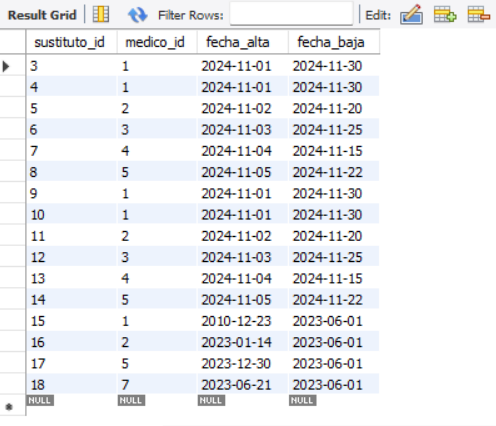 Result Grid Filter Rows: Edit:
sustituto_id medico_id fecha_alta fecha_baja
3 1 2024-11-01 2024-11-30
4 1 2024-11-01 2024-11-30
5 2 2024-11-02 2024-11-20
6 3 2024-11-03 2024-11-25
7 4 2024-11-04 2024-11-15
8 5 2024-11-05 2024-11-22
9 1 2024-11-01 2024-11-30
10 1 2024-11-01 2024-11-30
11 2 2024-11-02 2024-11-20
12 3 2024-11-03 2024-11-25
13 4 2024-11-04 2024-11-15
14 5 2024-11-05 2024-11-22
15 1 2010-12-23 2023-06-01
16 2 2023-01-14 2023-06-01
17 5 2023-12-30 2023-06-01
18 7 2023-06-21 2023-06-01
NULL NULL NULL NULL